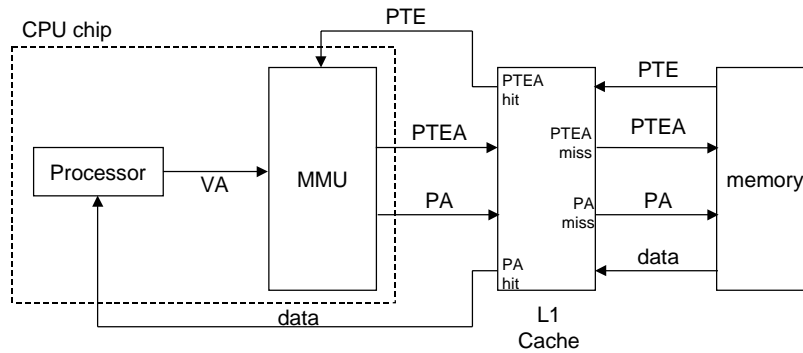 PTE
CPU chip
PTEA
hit
PTE
PTEA
PTEA
miss
PTEA
Processor
VA
MMU
memory
PA
PA
miss
PA
PA
hit
data
data
L1
Cache